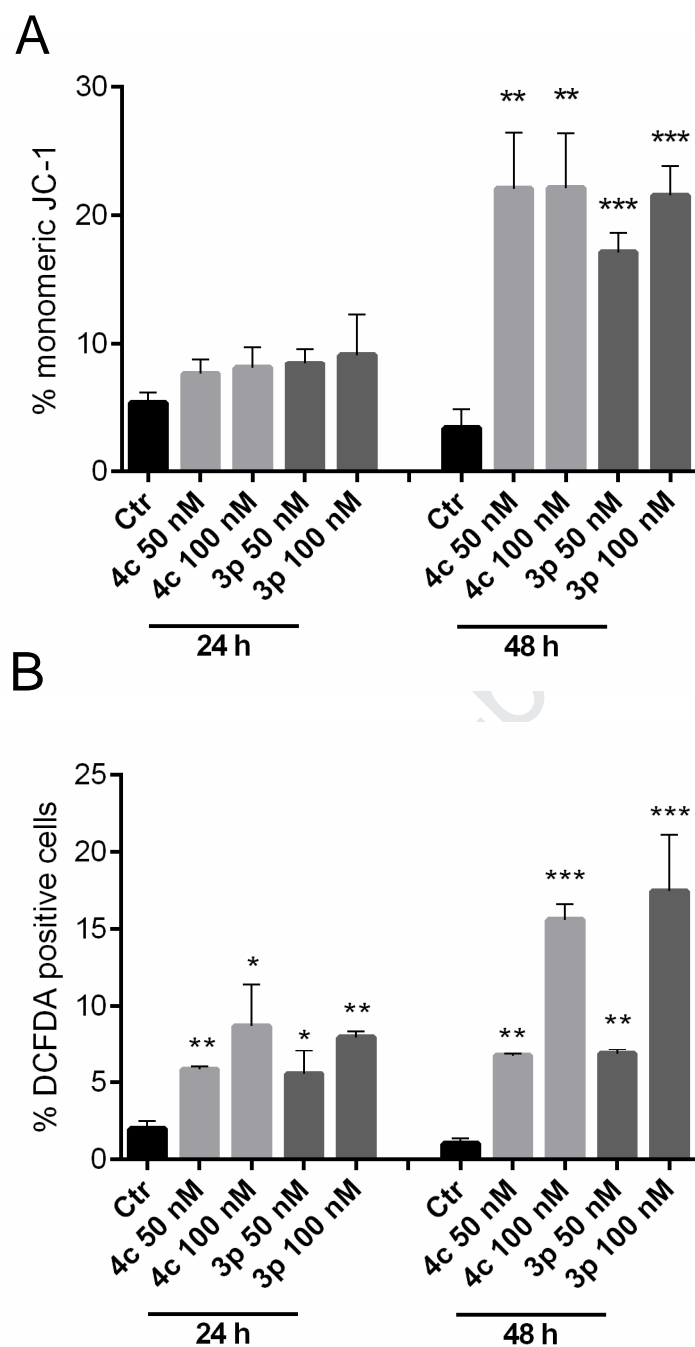 A
% monomeric JC-1
30
20
10
0
** ** *** ***
Ctr
4c 50 nM
4c 100 nM
3p 50 nM
3p 100 nM
Ctr
4c 50 nM
4c 100 nM
3p 50 nM
3p 100 nM
24 h
48 h
B
% DCFDA positive cells
25
20
15
10
5
0
** * * ** ** *** ** ***
Ctr
4c 50 nM
4c 100 nM
3p 50 nM
3p 100 nM
Ctr
4c 50 nM
4c 100 nM
3p 50 nM
3p 100 nM
24 h
48 h